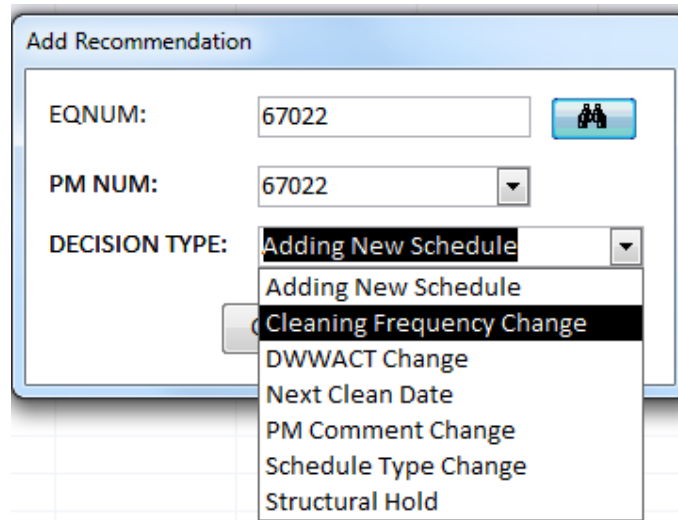 Add Recommendation
EQNUM: 67022
PM NUM: 67022
DECISION TYPE: Adding New Schedule
Adding New Schedule
Cleaning Frequency Change
DWWACT Change
Next Clean Date
PM Comment Change
Schedule Type Change
Structural Hold